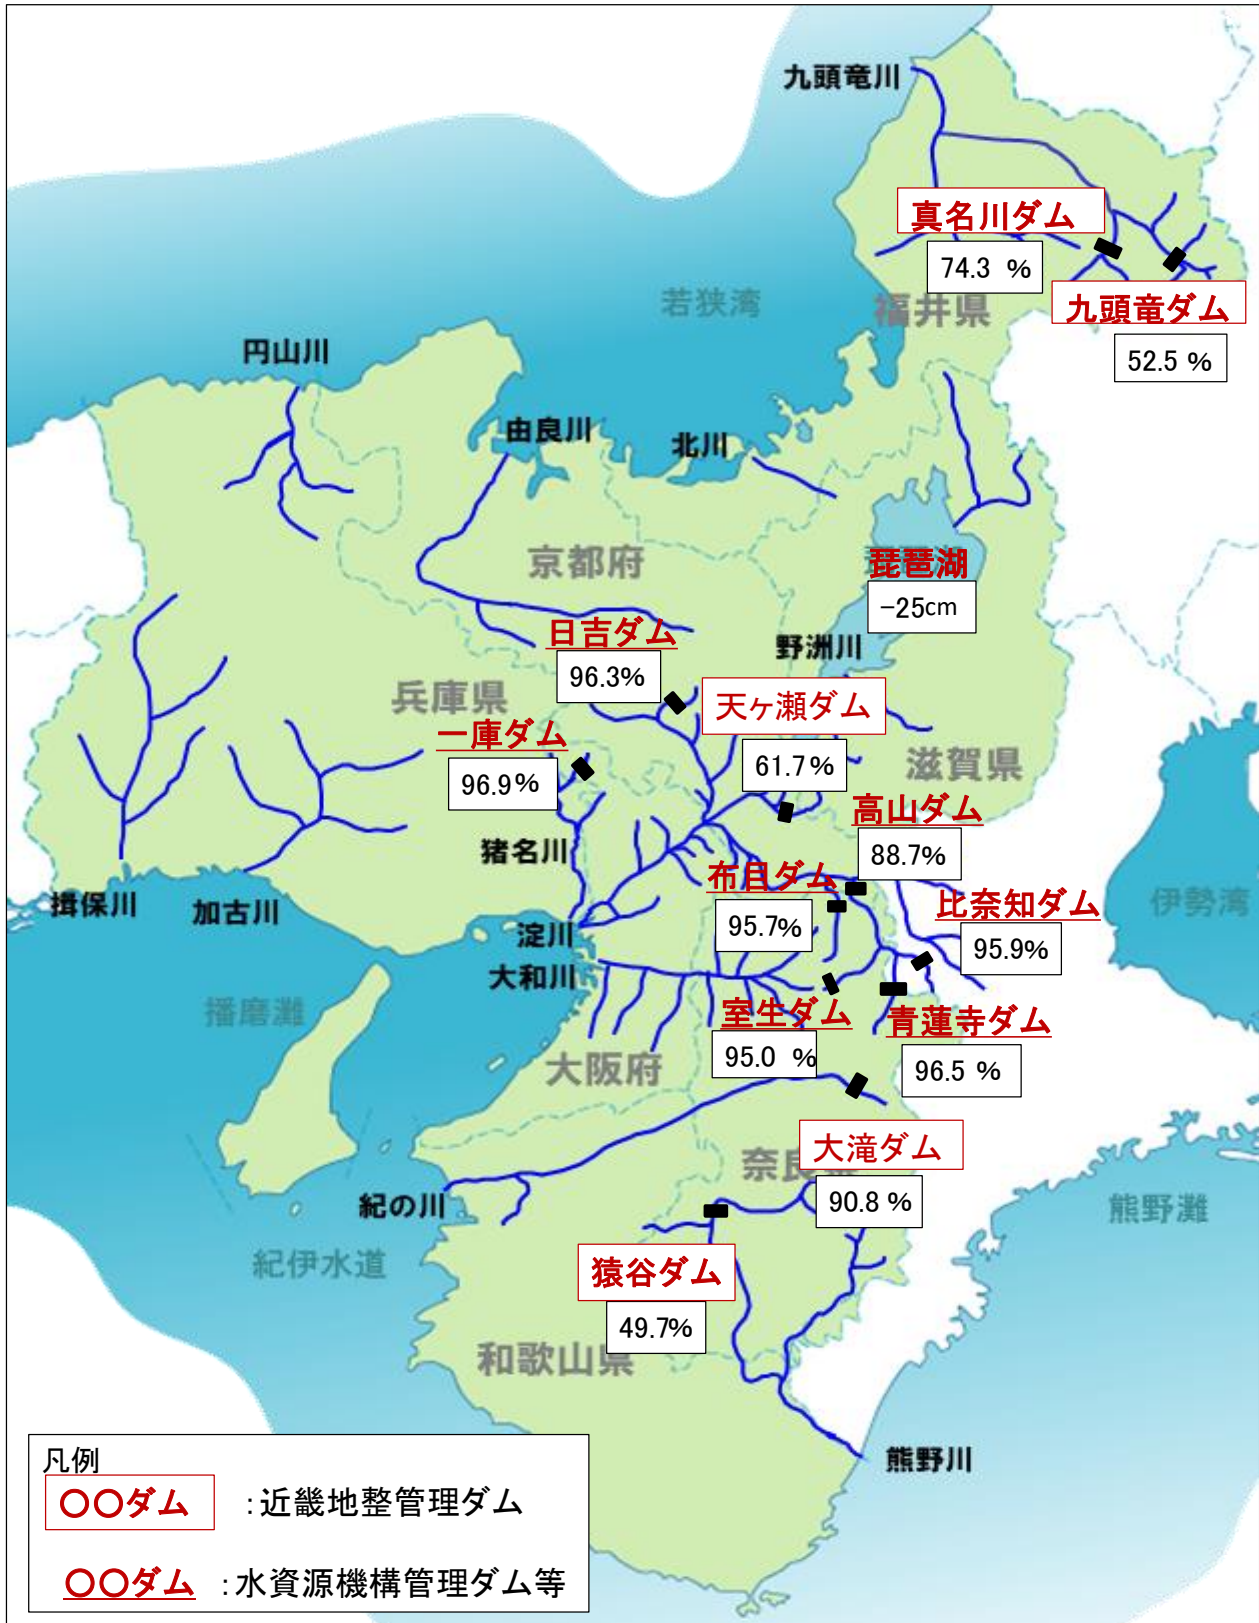 九頭竜川
真名川ダム
74.3 %
若狭湾
福井県
九頭竜ダム
52.5 %
円山川
由良川
北川
京都府
琵琶湖
-25cm
日吉ダム
96.3%
野洲川
兵庫県
天ヶ瀬ダム
61.7%
一庫ダム
96.9%
滋賀県
高山ダム
88.7%
猪名川
布目ダム
95.7%
比奈知ダム
95.9%
揖保川
加古川
伊勢湾
淀川
大和川
播磨灘
室生ダム
95.0 %
青蓮寺ダム
96.5 %
大阪府
大滝ダム
90.8 %
奈良県
紀の川
熊野灘
紀伊水道
猿谷ダム
49.7%
和歌山県
熊野川
凡例
〇〇ダム :近畿地整管理ダム
〇〇ダム :水資源機構管理ダム等